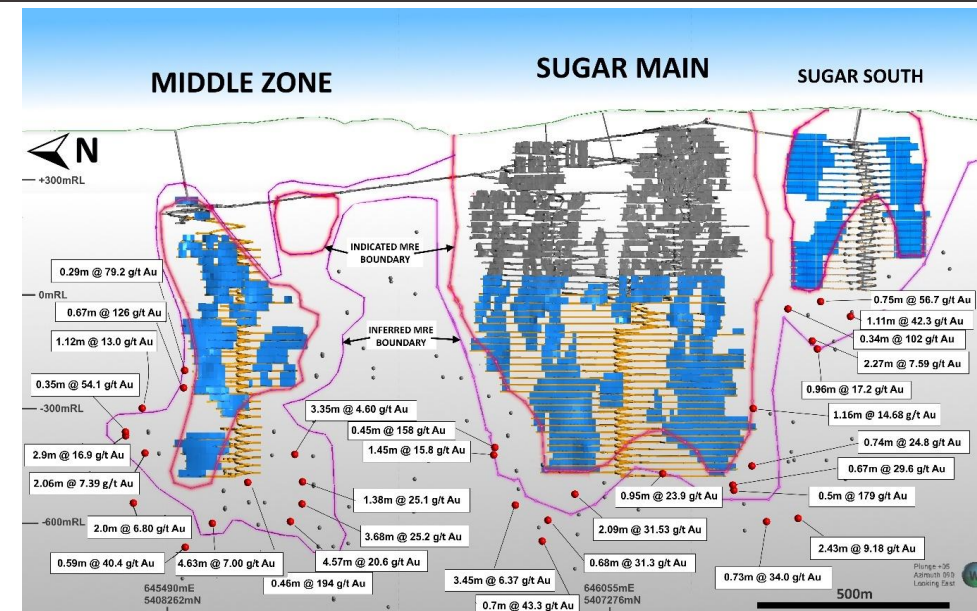 MIDDLE ZONE
SUGAR MAIN
SUGAR SOUTH
N
+300mRL
INDICATED MRE
BOUNDARY
0.29m @ 79.2 g/t Au
0mRL
0.75m @ 56.7 g/t Au
0.67m @ 126 g/t Au
1.11m @ 42.3 g/t Au
INFERRED MRE
BOUNDARY
0.34m @ 102 g/t Au
1.12m @ 13.0 g/t Au
2.27m @ 7.59 g/t Au
0.35m @ 54.1 g/t Au
0.96m @ 17.2 g/t Au
-300mRL
3.35m @ 4.60 g/t Au
1.16m @ 14.68 g/t Au
0.45m @ 158 g/t Au
0.74m @ 24.8 g/t Au
1.45m @ 15.8 g/t Au
2.9m @ 16.9 g/t Au
0.67m @ 29.6 g/t Au
2.06m @ 7.39 g/t Au
0.5m @ 179 g/t Au
0.95m @ 23.9 g/t Au
1.38m @ 25.1 g/t Au
2.0m @ 6.80 g/t Au
-600mRL
2.09m @ 31.53 g/t Au
3.68m @ 25.2 g/t Au
2.43m @ 9.18 g/t Au
0.59m @ 40.4 g/t Au
4.63m @ 7.00 g/t Au
4.57m @ 20.6 g/t Au
0.68m @ 31.3 g/t Au
0.46m @ 194 g/t Au
3.45m @ 6.37 g/t Au
0.73m @ 34.0 g/t Au
0.7m @ 43.3 g/t Au
645490mE
5408262mN
646055mE
5407276mN
500m
Plunge +05
Azimuth 090
Looking East
W